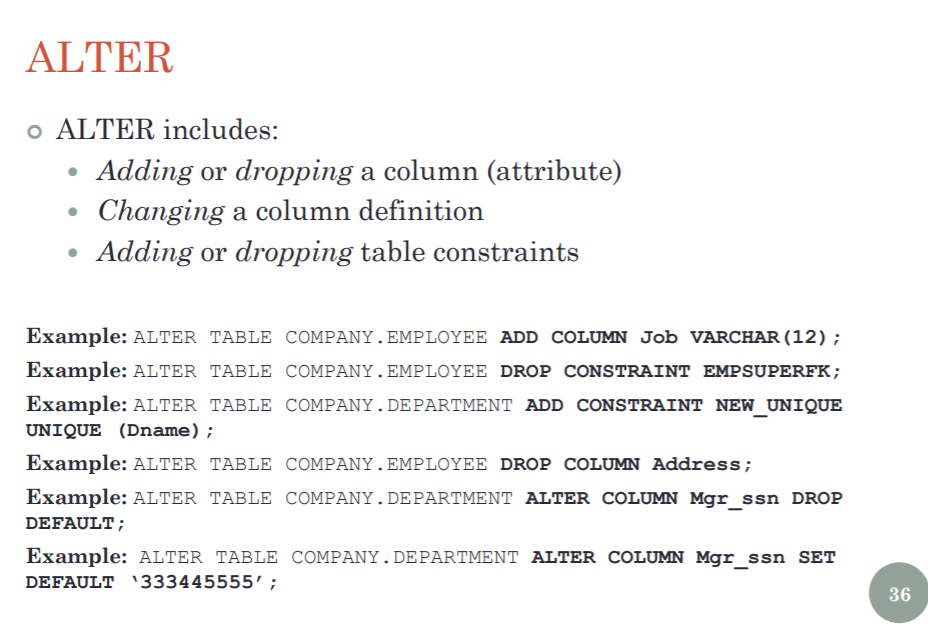 ALTER
ALTER includes:
Adding or dropping a column (attribute)
Changing a column definition
Adding or dropping table constraints
Example: ALTER TABLE COMPANY.EMPLOYEE ADD COLUMN Job VARCHAR(12);
Example: ALTER TABLE COMPANY.EMPLOYEE DROP CONSTRAINT EMPSUPERFK;
Example: ALTER TABLE COMPANY.DEPARTMENT ADD CONSTRAINT NEW_UNIQUE
UNIQUE (Dname);
Example: ALTER TABLE COMPANY.EMPLOYEE DROP COLUMN Address;
Example: ALTER TABLE COMPANY.DEPARTMENT ALTER COLUMN Mgr_ssn DROP
DEFAULT;
Example: ALTER TABLE COMPANY.DEPARTMENT ALTER COLUMN Mgr_ssn SET
DEFAULT ‘333445555’;
36